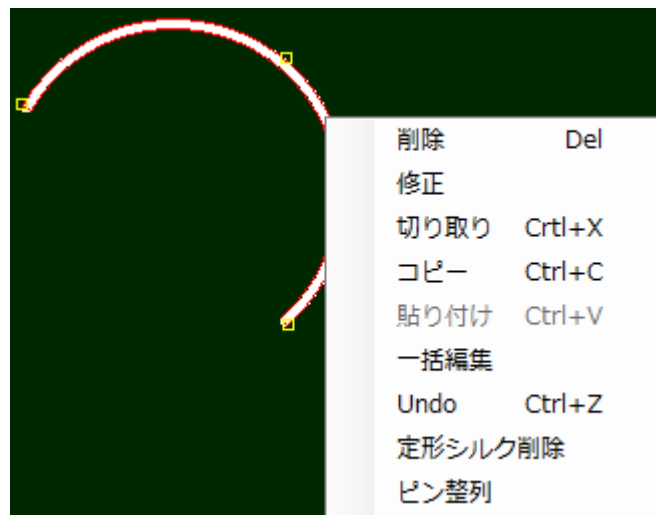 削除 Del
修正
切り取り Crtl+X
コピー Ctrl+C
貼り付け Ctrl+V
一括編集
Undo Ctrl+Z
定形シルク削除
ピン整列